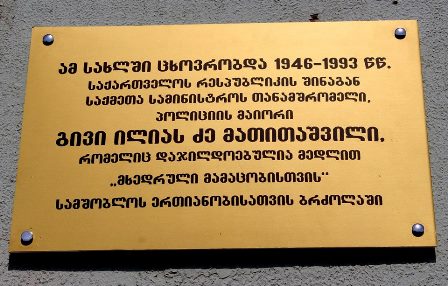 ამ სახლში ცხოვრობდა 1946-1993 წწ.
საქართველოს რესპუბლიკის შინაგან
საქმეთა სამინისტროს თანამშრომელი,
პოლიციის მაიორი
გივი ილიას ძე მათითაშვილი,
რომელიც დაჯილდოებულია მედლით
„მხედრული მამაცობისთვის“
სამშობლოს ერთიანობისათვის ბრძოლაში